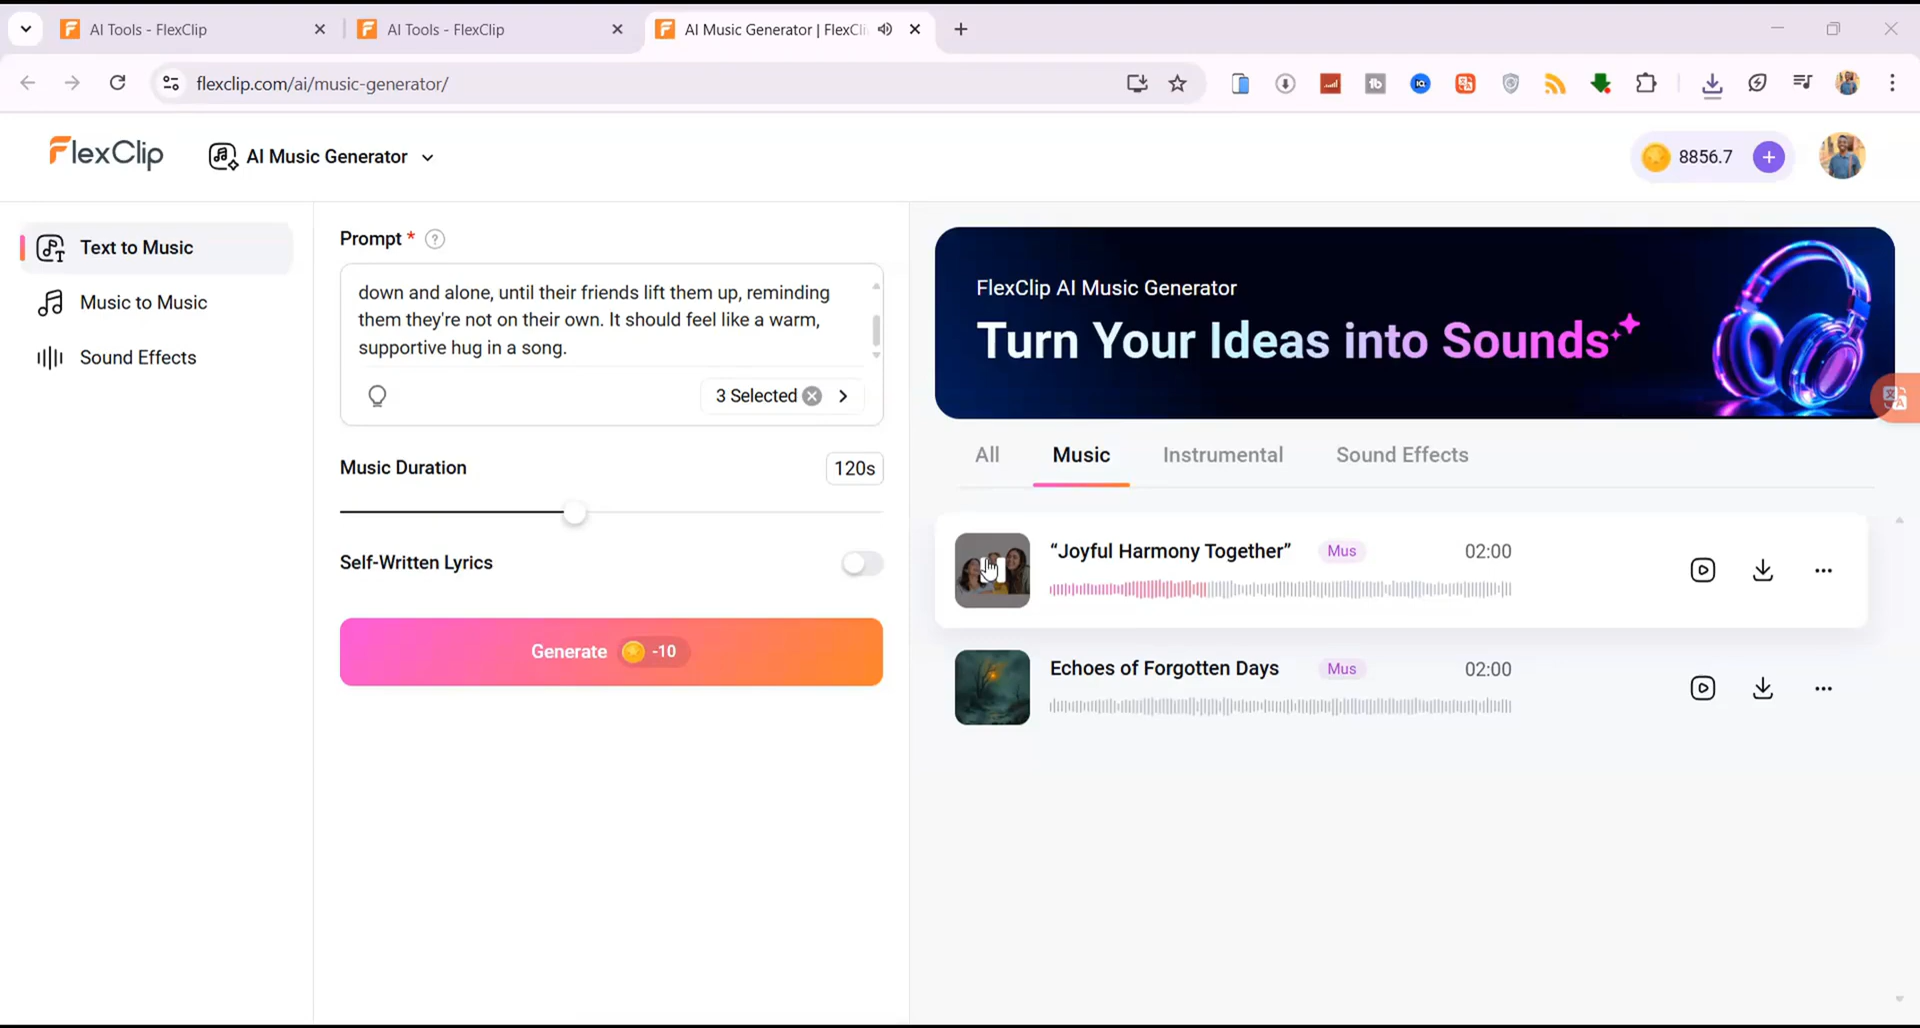 AI Tools - FlexClip
AI Tools - FlexClip
AI Music Generator | FlexCli
flexclip.com/ai/music-generator/
FlexClip
AI Music Generator
8856.7
Text to Music
Music to Music
Sound Effects
Prompt * ?
down and alone, until their friends lift them up, reminding
them they're not on their own. It should feel like a warm,
supportive hug in a song.
3 Selected
Music Duration
120s
Self-Written Lyrics
Generate -10
FlexClip AI Music Generator
Turn Your Ideas into Sounds
All
Music
Instrumental
Sound Effects
“Joyful Harmony Together”
Mus
02:00
Echoes of Forgotten Days
Mus
02:00